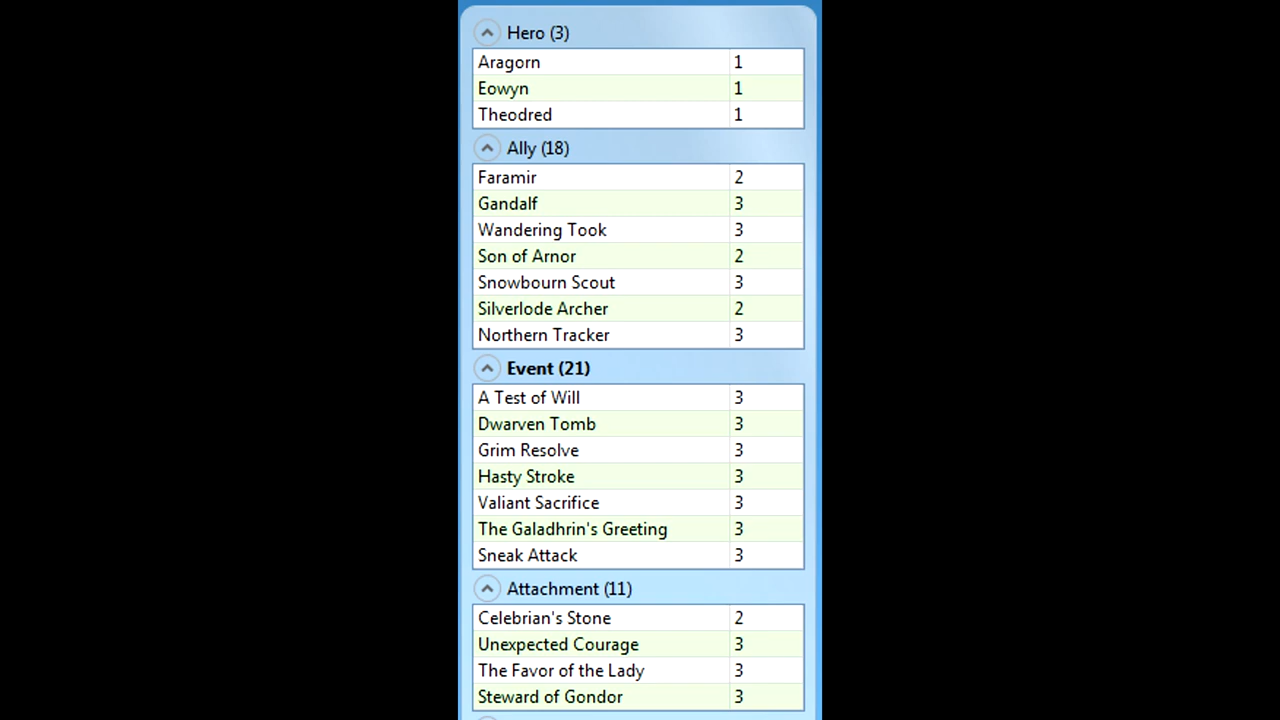 Hero (3)
Aragorn 1
Eowyn 1
Theodred 1
Ally (18)
Faramir 2
Gandalf 3
Wandering Took 3
Son of Arnor 2
Snowbourn Scout 3
Silverlode Archer 2
Northern Tracker 3
Event (21)
A Test of Will 3
Dwarven Tomb 3
Grim Resolve 3
Hasty Stroke 3
Valiant Sacrifice 3
The Galadhrin's Greeting 3
Sneak Attack 3
Attachment (11)
Celebrian's Stone 2
Unexpected Courage 3
The Favor of the Lady 3
Steward of Gondor 3